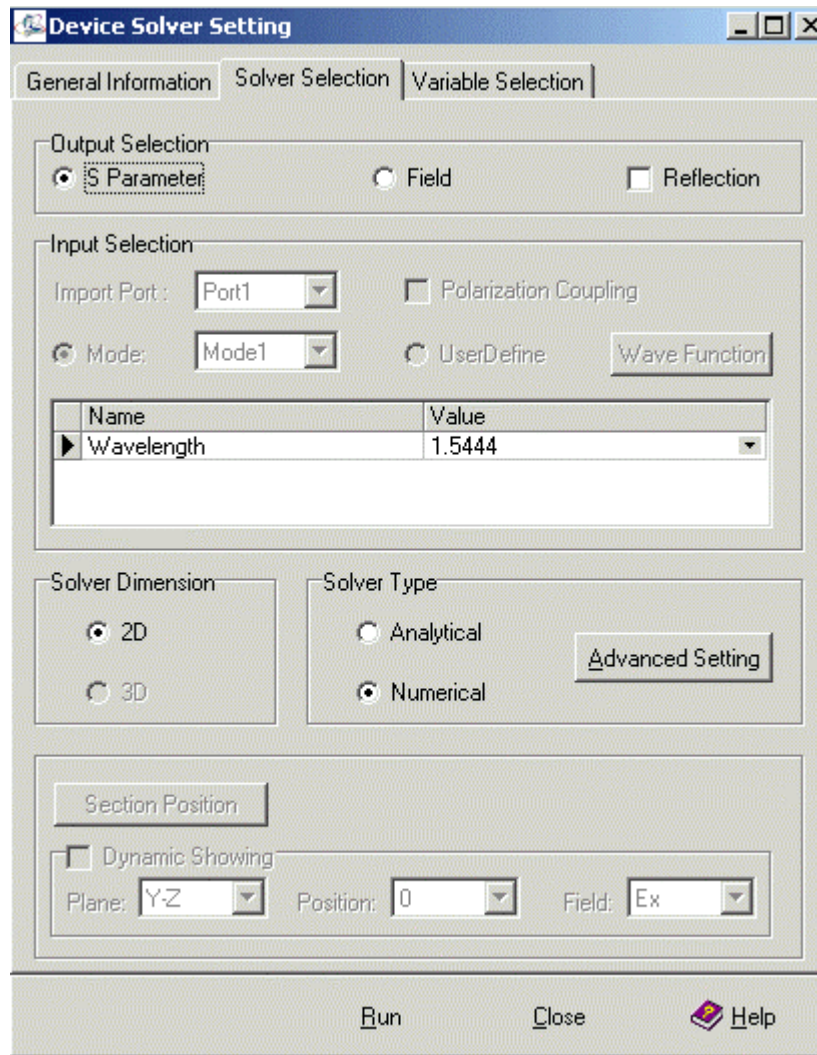 Device Solver Setting
General Information Solver Selection Variable Selection
Output Selection
S Parameter Field Reflection
Input Selection
Import Port : Port1 Polarization Coupling
Mode: Mode1 UserDefine Wave Function
Name Value
Wavelength 1.5444
Solver Dimension Solver Type
2D Analytical
Advanced Setting
3D Numerical
Section Position
Dynamic Showing
Plane: Y-Z Position: 0 Field: Ex
Run Close Help